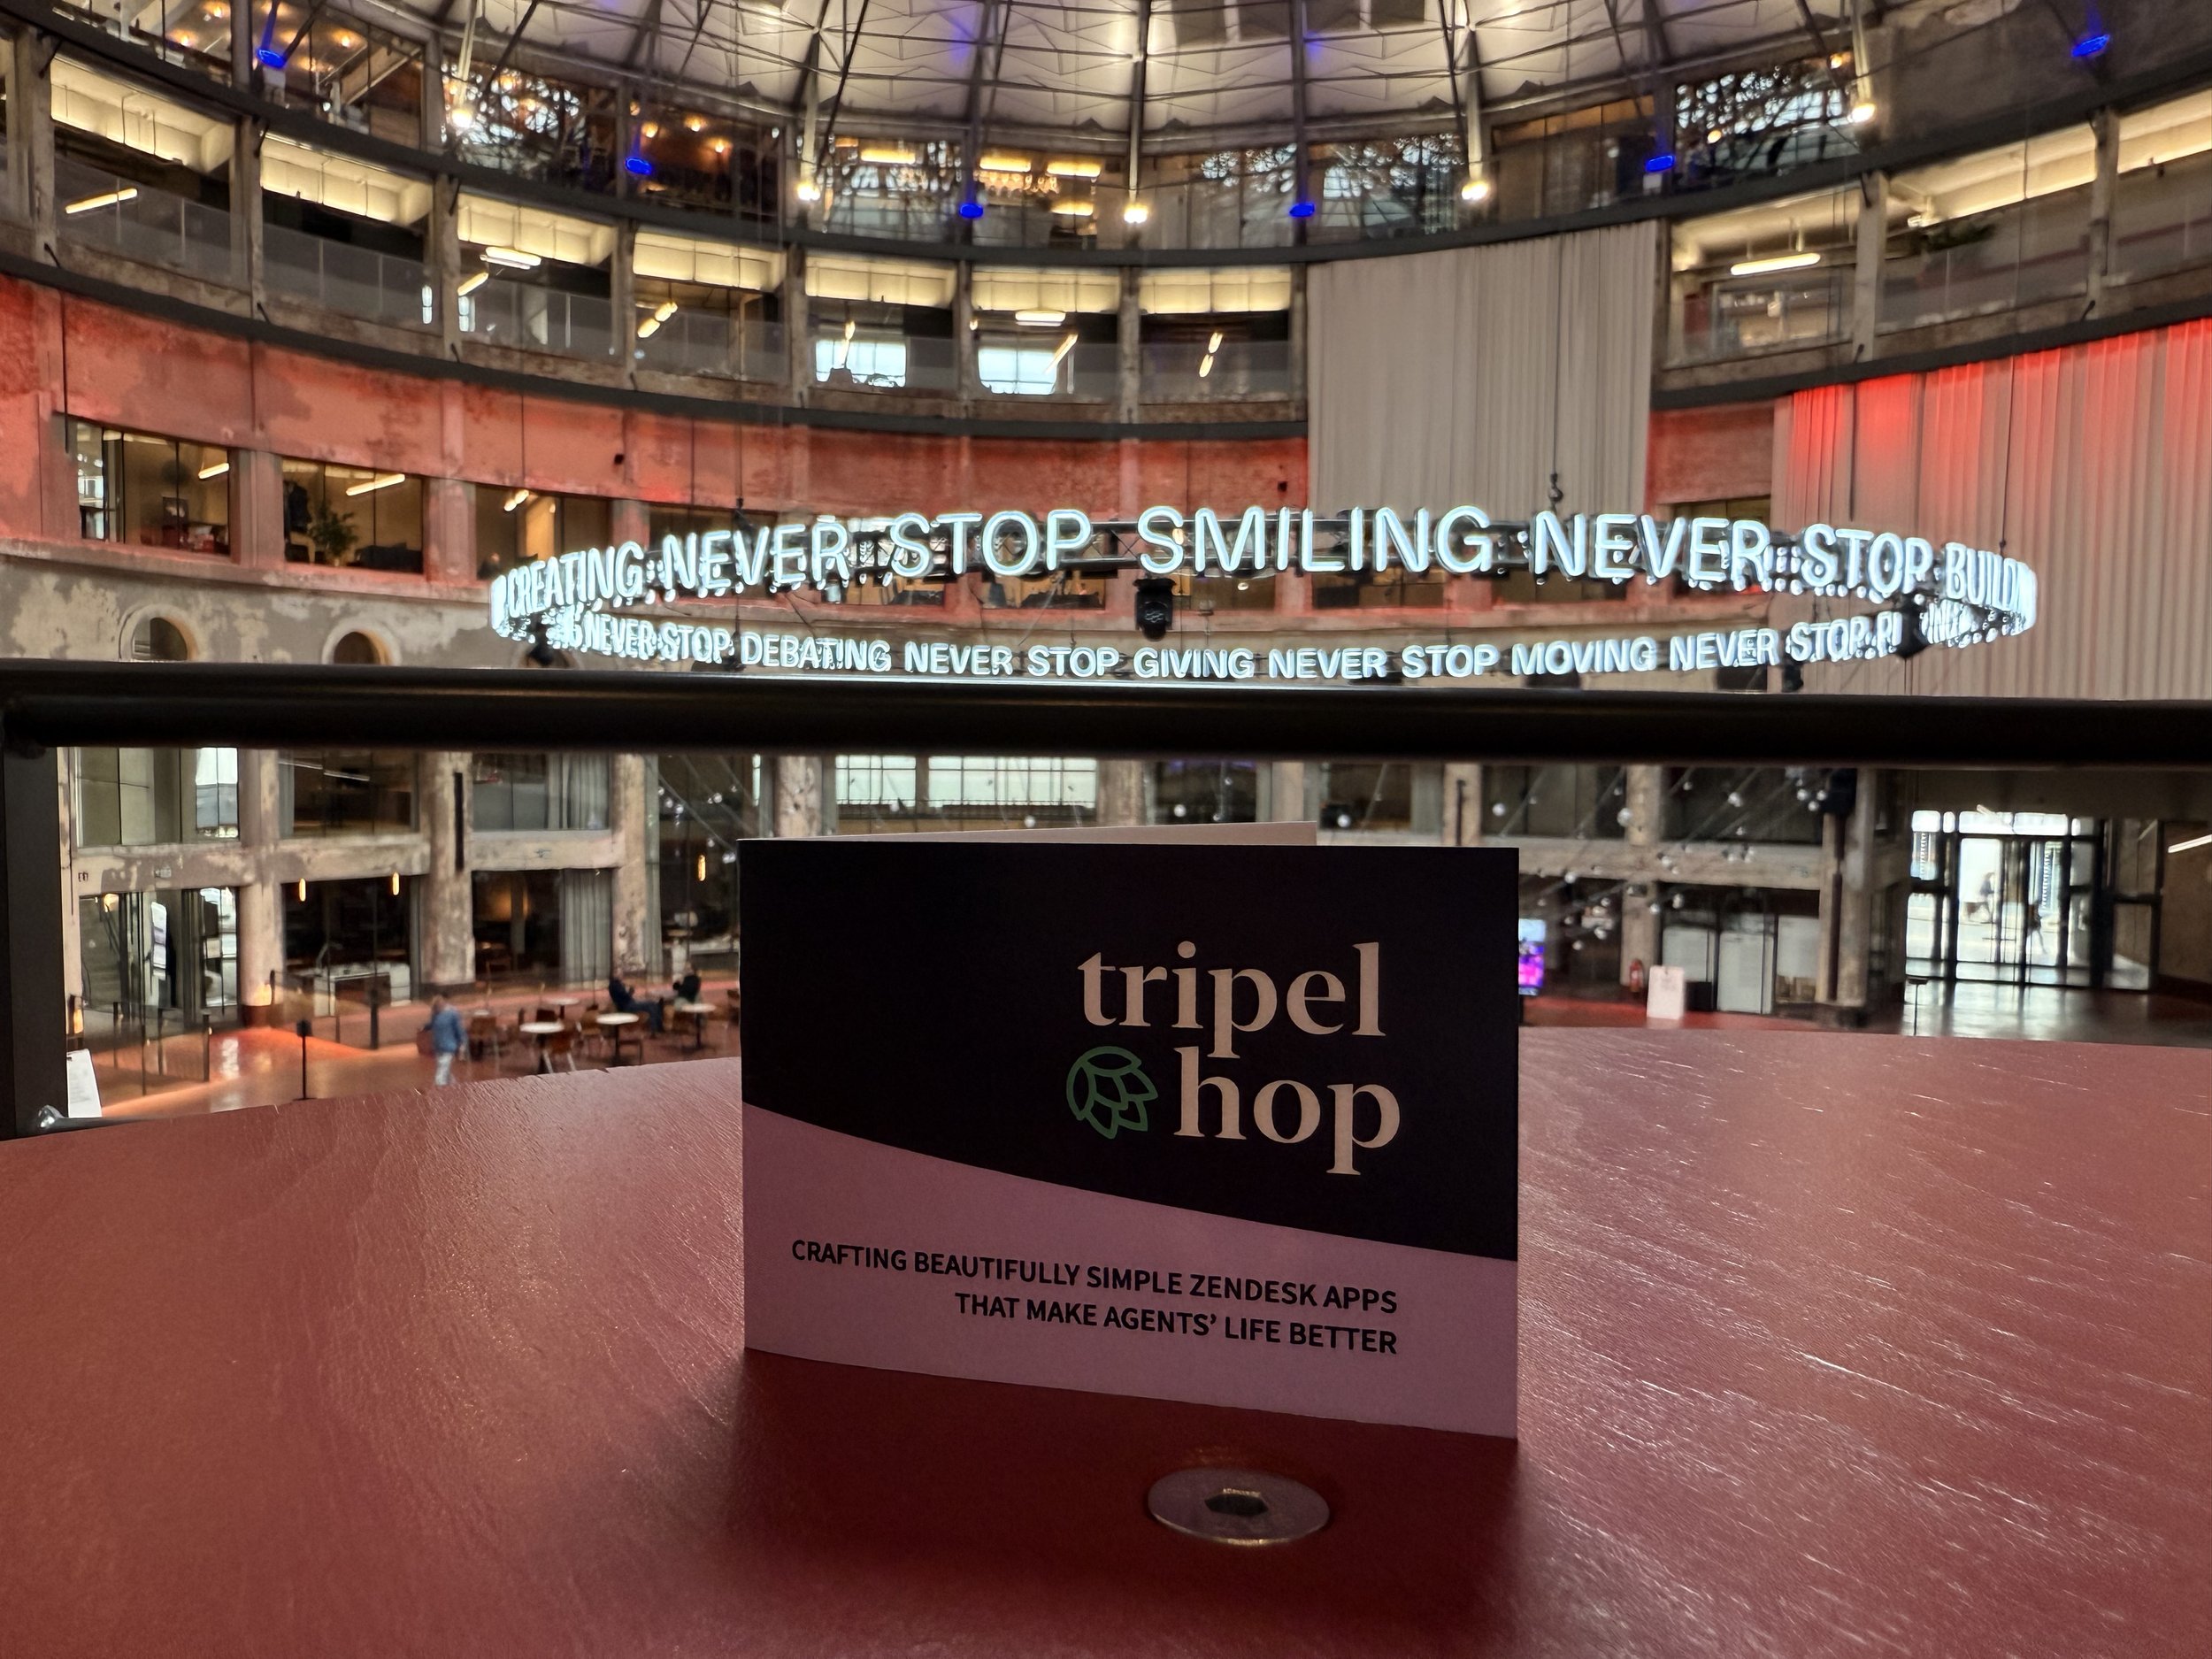 CREATING NEVER STOP SMILING NEVER STOP
NEVER STOP DEBATING NEVER STOP GIVING NEVER STOP MOVING NEVER STOP
tripel
hop
CRAFTING BEAUTIFULLY SIMPLE ZENDESK APPS
THAT MAKE AGENTS’ LIFE BETTER